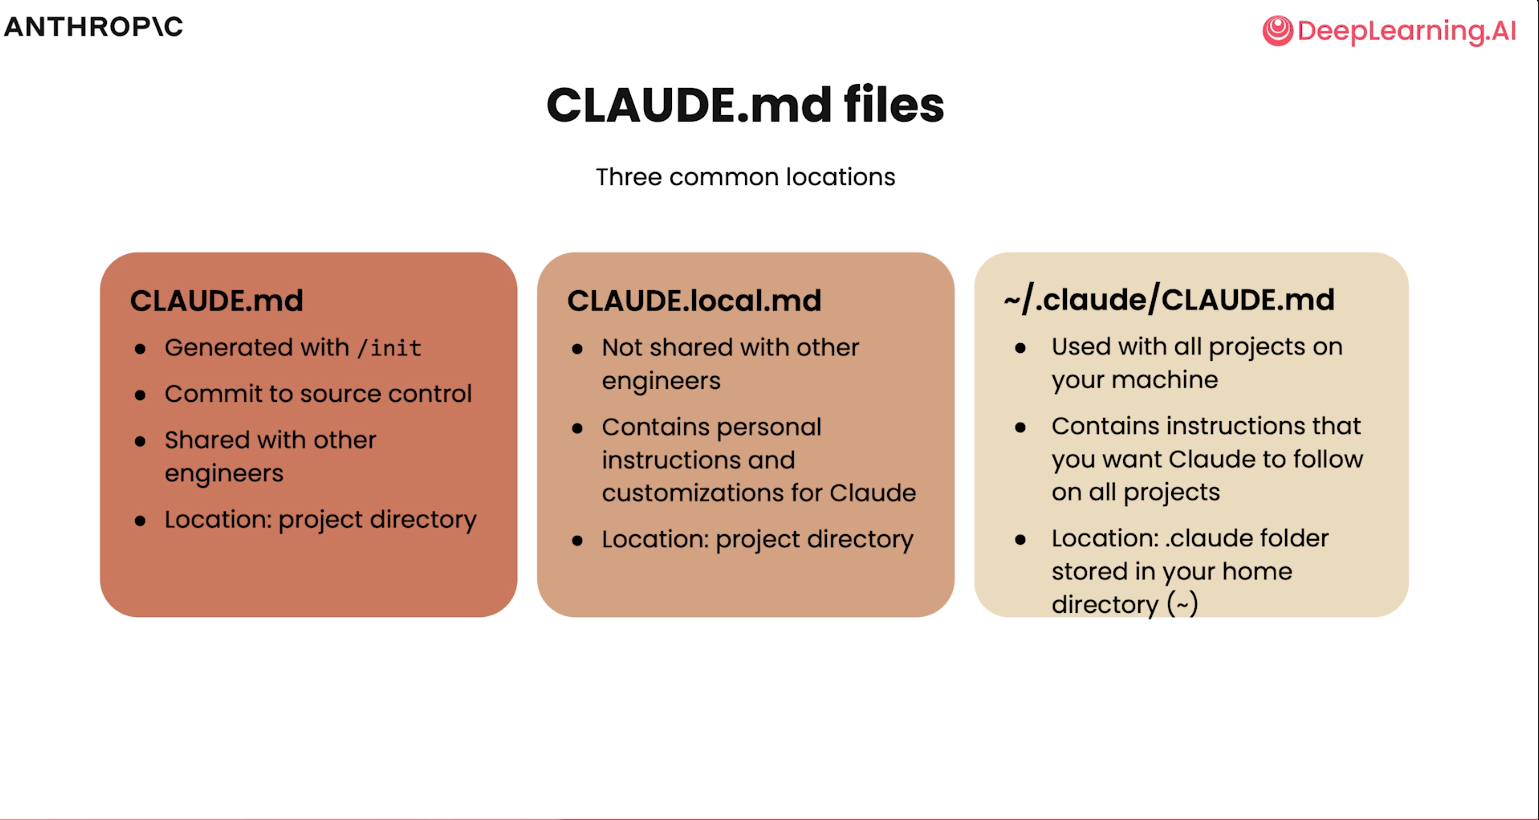 ANTHROP\C
DeepLearning.AI
CLAUDE.md files
Three common locations
CLAUDE.md
● Generated with /init
● Commit to source control
● Shared with other
engineers
● Location: project directory
CLAUDE.local.md
● Not shared with other
engineers
● Contains personal
instructions and
customizations for Claude
● Location: project directory
~/.claude/CLAUDE.md
● Used with all projects on
your machine
● Contains instructions that
you want Claude to follow
on all projects
● Location: .claude folder
stored in your home
directory (~)